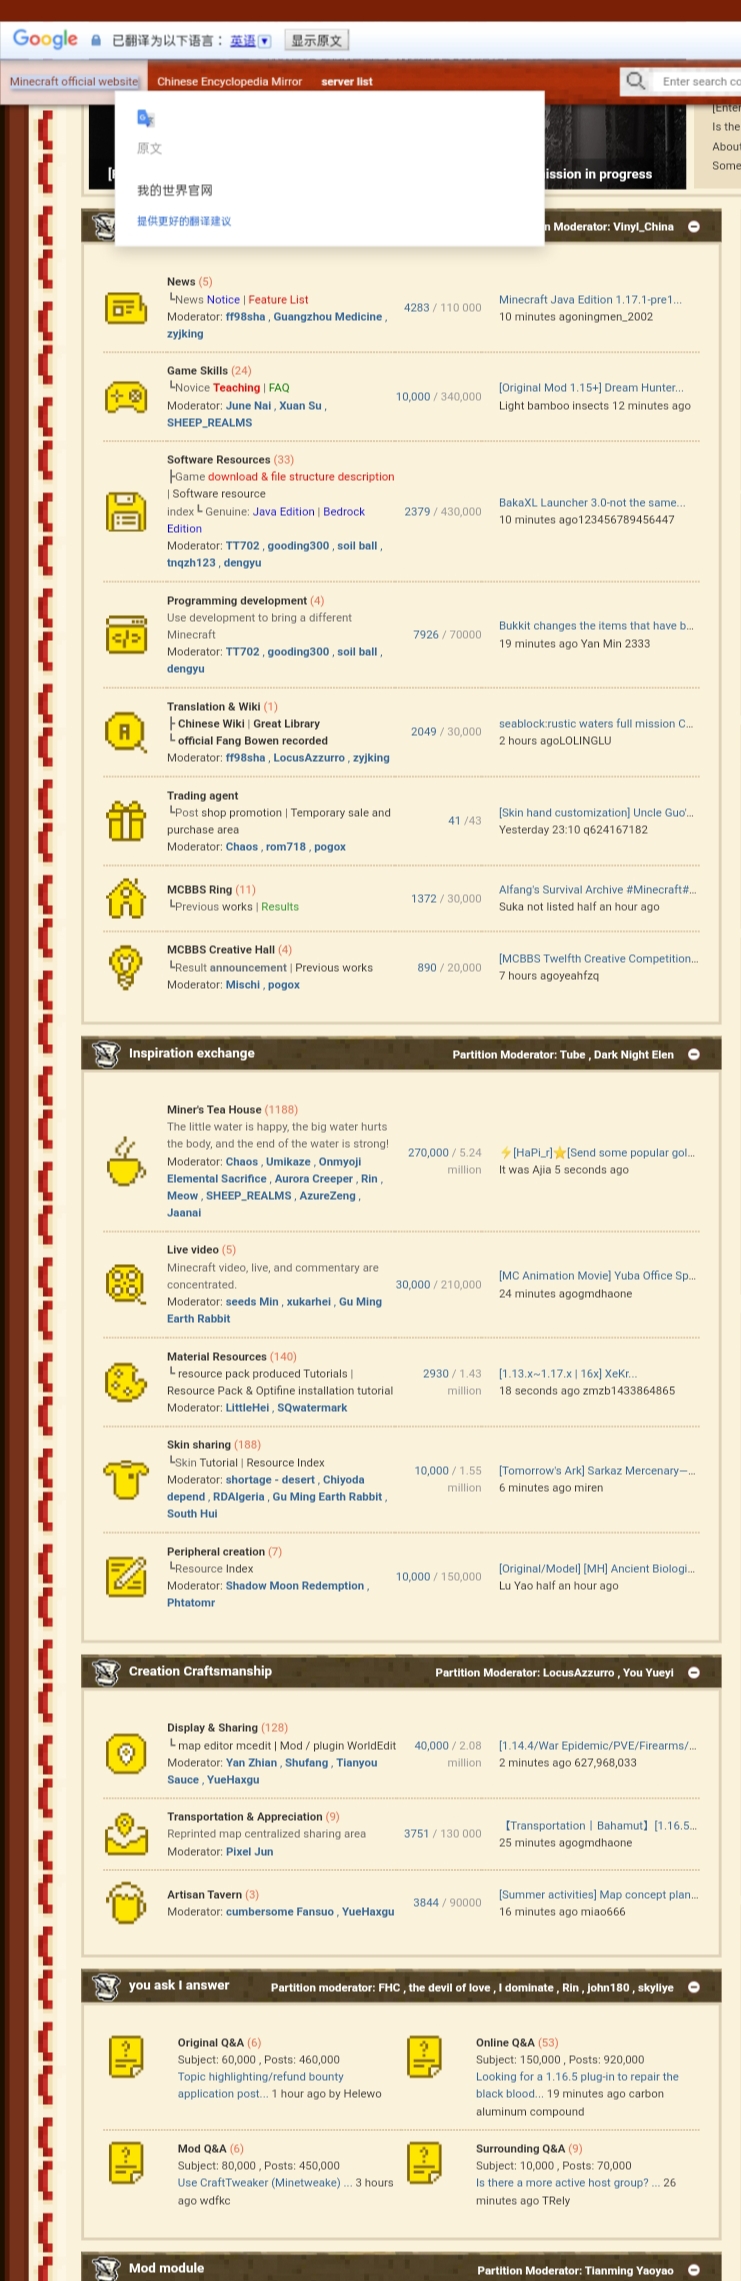 Google 已翻译为以下语言： 英语 显示原文
Minecraft official website Chinese Encyclopedia Mirror server list Enter search co
[Enter
Is the
About
Some
原文
我的世界官网
提供更好的翻译建议
ission in progress
n Moderator: Vinyl_China
News (5)
└News Notice | Feature List
Moderator: ff98sha , Guangzhou Medicine ,
zyjking
4283 / 110 000
Minecraft Java Edition 1.17.1-pre1...
10 minutes agoningmen_2002
Game Skills (24)
└Novice Teaching | FAQ
Moderator: June Nai , Xuan Su ,
SHEEP_REALMS
10,000 / 340,000
[Original Mod 1.15+] Dream Hunter...
Light bamboo insects 12 minutes ago
Software Resources (33)
├Game download & file structure description
| Software resource
index └ Genuine: Java Edition | Bedrock
Edition
Moderator: TT702 , gooding300 , soil ball ,
tnqzh123 , dengyu
2379 / 430,000
BakaXL Launcher 3.0-not the same...
10 minutes ago123456789456447
Programming development (4)
Use development to bring a different
Minecraft
Moderator: TT702 , gooding300 , soil ball ,
dengyu
7926 / 70000
Bukkit changes the items that have b...
19 minutes ago Yan Min 2333
Translation & Wiki (1)
├ Chinese Wiki | Great Library
└ official Fang Bowen recorded
Moderator: ff98sha , LocusAzzurro , zyjking
2049 / 30,000
seablock:rustic waters full mission C...
2 hours agoLOLINGLU
Trading agent
└Post shop promotion | Temporary sale and
purchase area
Moderator: Chaos , rom718 , pogox
41 /43
[Skin hand customization] Uncle Guo'...
Yesterday 23:10 q624167182
MCBBS Ring (11)
└Previous works | Results
1372 / 30,000
Alfang's Survival Archive #Minecraft#...
Suka not listed half an hour ago
MCBBS Creative Hall (4)
└Result announcement | Previous works
Moderator: Mischi , pogox
890 / 20,000
[MCBBS Twelfth Creative Competition...
7 hours agoyeahfzq
Inspiration exchange Partition Moderator: Tube , Dark Night Elen
Miner's Tea House (1188)
The little water is happy, the big water hurts
the body, and the end of the water is strong!
Moderator: Chaos , Umikaze , Onmyoji
Elemental Sacrifice , Aurora Creeper , Rin ,
Meow , SHEEP_REALMS , AzureZeng ,
Jaanai
270,000 / 5.24
million
⚡[HaPi_r]⭐[Send some popular gol...
It was Ajia 5 seconds ago
Live video (5)
Minecraft video, live, and commentary are
concentrated.
Moderator: seeds Min , xukarhei , Gu Ming
Earth Rabbit
30,000 / 210,000
[MC Animation Movie] Yuba Office Sp...
24 minutes agogmdhaone
Material Resources (140)
└ resource pack produced Tutorials |
Resource Pack & Optifine installation tutorial
Moderator: LittleHei , SQwatermark
2930 / 1.43
million
[1.13.x~1.17.x | 16x] XeKr...
18 seconds ago zmzb1433864865
Skin sharing (188)
└Skin Tutorial | Resource Index
Moderator: shortage - desert , Chiyoda
depend , RDAlgeria , Gu Ming Earth Rabbit ,
South Hui
10,000 / 1.55
million
[Tomorrow's Ark] Sarkaz Mercenary—...
6 minutes ago miren
Peripheral creation (7)
└Resource Index
Moderator: Shadow Moon Redemption ,
Phtatomr
10,000 / 150,000
[Original/Model] [MH] Ancient Biologi...
Lu Yao half an hour ago
Creation Craftsmanship Partition Moderator: LocusAzzurro , You Yueyi
Display & Sharing (128)
└ map editor mcedit | Mod / plugin WorldEdit
Moderator: Yan Zhian , Shufang , Tianyou
Sauce , YueHaxgu
40,000 / 2.08
million
[1.14.4/War Epidemic/PVE/Firearms/...
2 minutes ago 627,968,033
Transportation & Appreciation (9)
Reprinted map centralized sharing area
Moderator: Pixel Jun
3751 / 130 000
【Transportation丨Bahamut】[1.16.5...
25 minutes agogmdhaone
Artisan Tavern (3)
Moderator: cumbersome Fansuo , YueHaxgu
3844 / 90000
[Summer activities] Map concept plan...
16 minutes ago miao666
you ask I answer Partition moderator: FHC , the devil of love , I dominate , Rin , john180 , skyliye
Original Q&A (6)
Subject: 60,000 , Posts: 460,000
Topic highlighting/refund bounty
application post... 1 hour ago by Helewo
Online Q&A (53)
Subject: 150,000 , Posts: 920,000
Looking for a 1.16.5 plug-in to repair the
black blood... 19 minutes ago carbon
aluminum compound
Mod Q&A (6)
Subject: 80,000 , Posts: 450,000
Use CraftTweaker (Minetweake) ... 3 hours
ago wdfkc
Surrounding Q&A (9)
Subject: 10,000 , Posts: 70,000
Is there a more active host group? ... 26
minutes ago TRely
Mod module Partition Moderator: Tianming Yaoyao